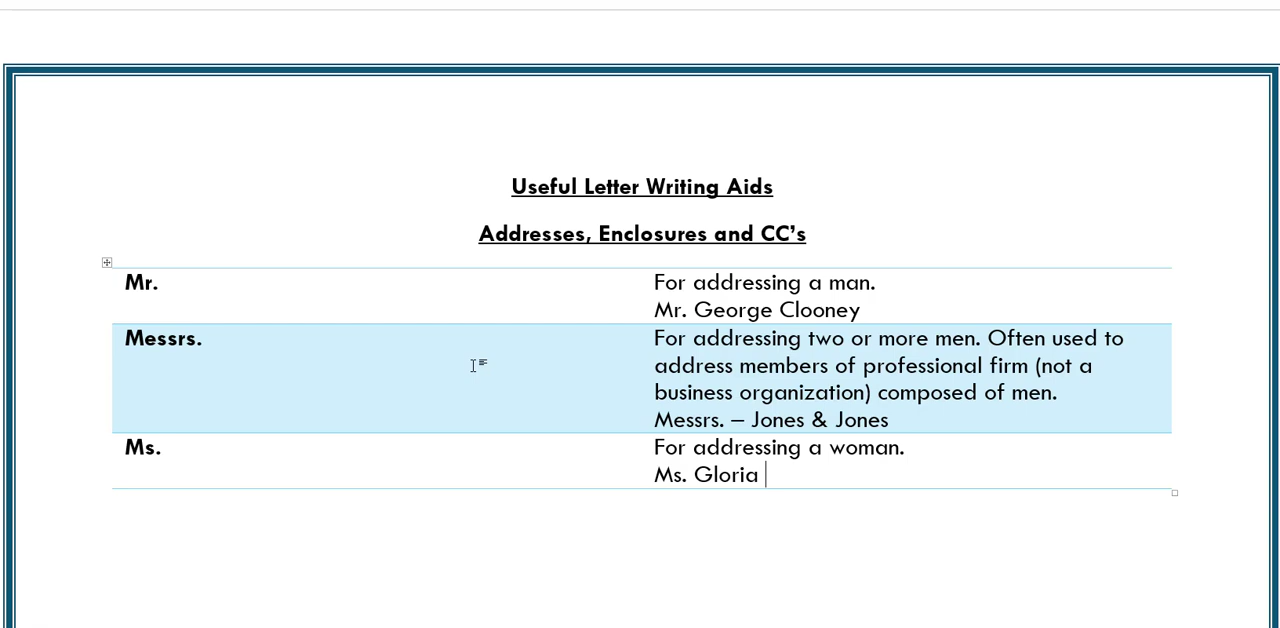 Useful Letter Writing Aids
Addresses, Enclosures and CC’s
Mr.
For addressing a man.
Mr. George Clooney
Messrs.
For addressing two or more men. Often used to
address members of professional firm (not a
business organization) composed of men.
Messrs. – Jones & Jones
Ms.
For addressing a woman.
Ms. Gloria